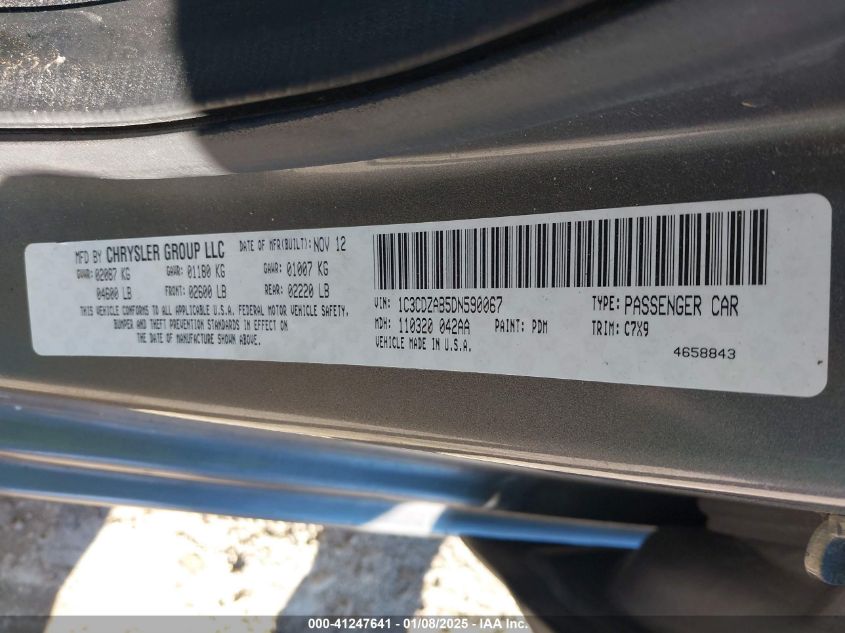 MFD BY CHRYSLER GROUP LLC DATE OF MFR(BUILT): NOV 12
GVWR: 02087 KG GAWR: 01180 KG GAWR: 01007 KG
04600 LB FRONT: 02600 LB REAR: 02220 LB
THIS VEHICLE CONFORMS TO ALL APPLICABLE U.S.A. FEDERAL MOTOR VEHICLE SAFETY,
BUMPER AND THEFT PREVENTION STANDARDS IN EFFECT ON
THE DATE OF MANUFACTURE SHOWN ABOVE.
VIN: 1C3CDZAB5DN590067 TYPE: PASSENGER CAR
MDH: 110320 042AA PAINT: PDM TRIM: C7X9
VEHICLE MADE IN U.S.A.
4658843
000-41247641 - 01/08/2025 - IAA Inc.